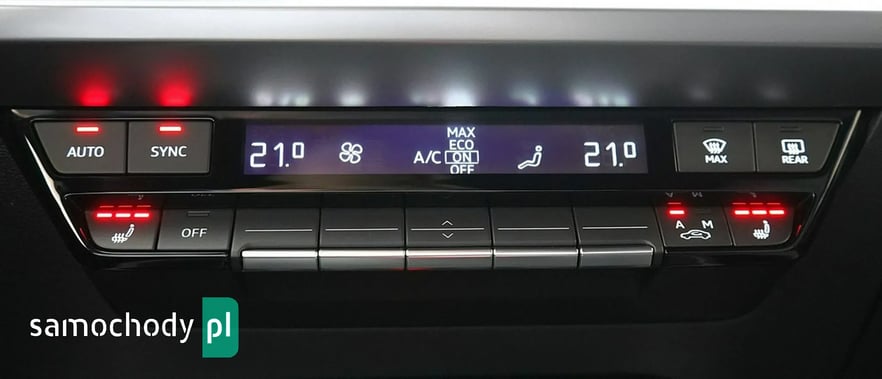 AUTO
SYNC
21.0
A/C
MAX
ECO
ON
OFF
21.0
MAX
REAR
OFF
A M
samochody pl